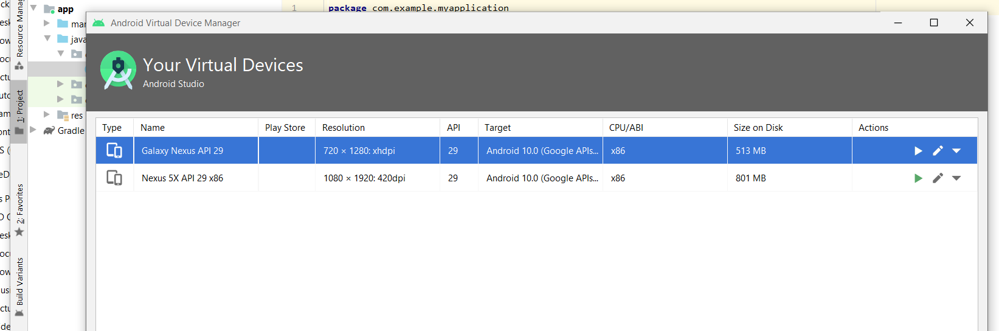 app
1
package com.example.myapplication
Android Virtual Device Manager
Resource Manag
java
Your Virtual Devices
Android Studio
1: Project
res
Gradle
Type Name Play Store Resolution API Target CPU/ABI Size on Disk Actions
Galaxy Nexus API 29 720 × 1280: xhdpi 29 Android 10.0 (Google APIs... x86 513 MB
Nexus 5X API 29 x86 1080 × 1920: 420dpi 29 Android 10.0 (Google APIs... x86 801 MB
2: Favorites
Build Variants